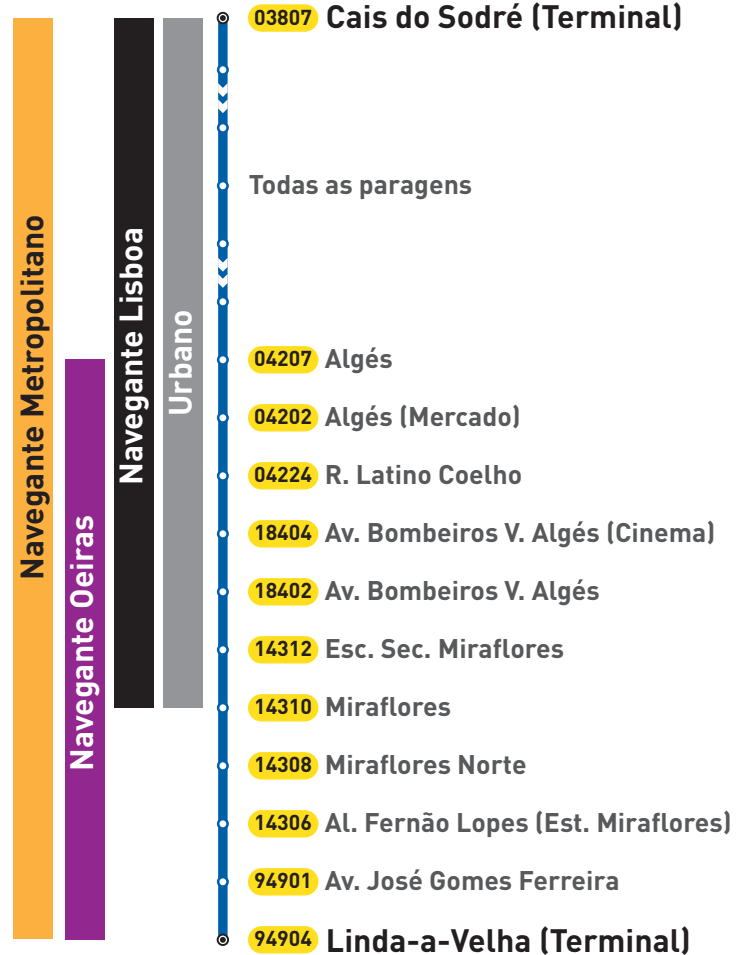 03807 Cais do Sodré (Terminal)
Todas as paragens
04207 Algés
04202 Algés (Mercado)
04224 R. Latino Coelho
18404 Av. Bombeiros V. Algés (Cinema)
18402 Av. Bombeiros V. Algés
14312 Esc. Sec. Miraflores
14310 Miraflores
14308 Miraflores Norte
14306 Al. Fernão Lopes (Est. Miraflores)
94901 Av. José Gomes Ferreira
94904 Linda-a-Velha (Terminal)
Navegante Metropolitano
Navegante Oeiras
Navegante Lisboa
Urbano